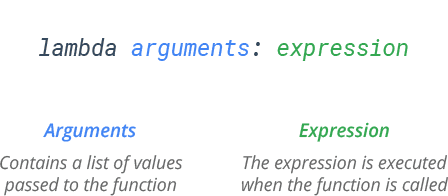 lambda arguments: expression
Arguments
Contains a list of values
passed to the function
Expression
The expression is executed
when the function is called